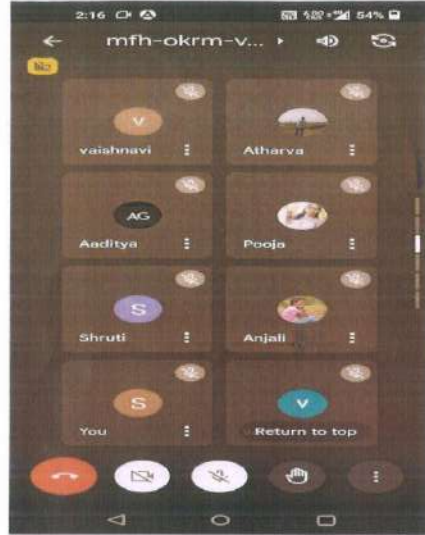 2:16 54%
mfh-okrm-v...
V
vaishnavi
Atharva
AG
Aaditya
Pooja
S
Shruti
Anjali
S
You
V
Return to top